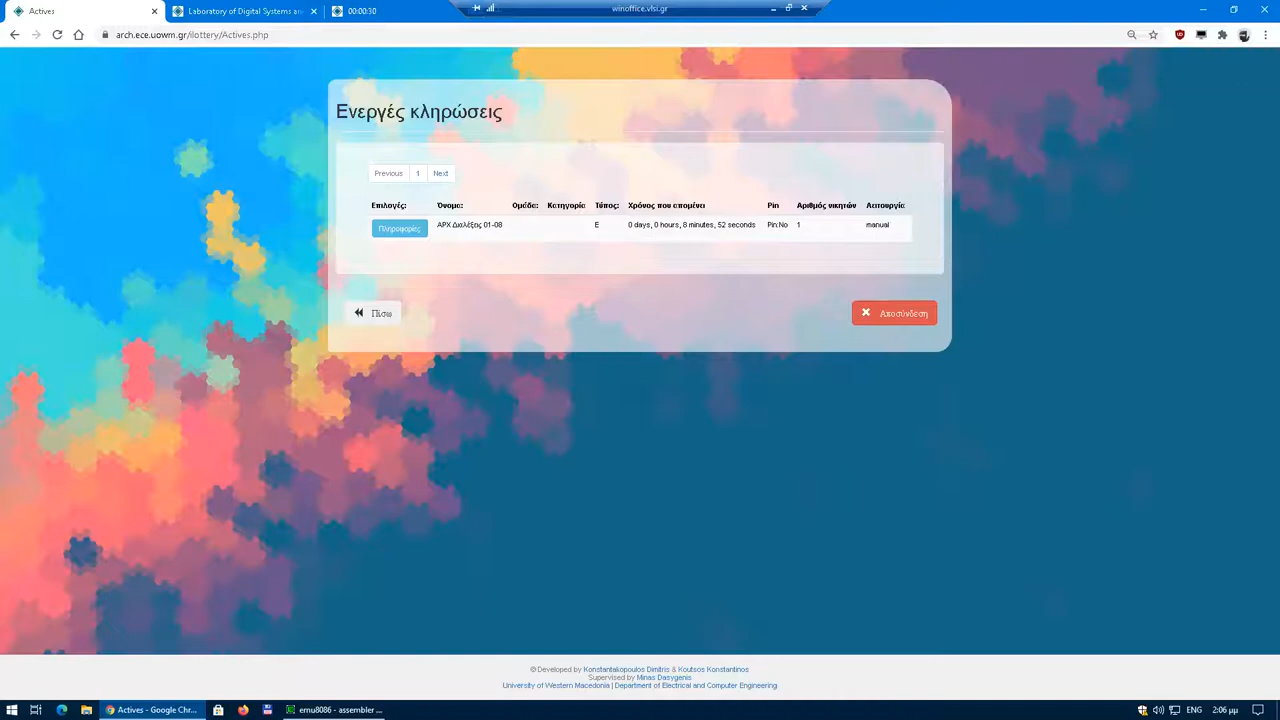 Actives
Laboratory of Digital Systems an
00:00:30
winoffice.vlsi.gr
arch.ece.uowm.gr/ilottery/Actives.php
Ενεργές κληρώσεις
Previous 1 Next
Επιλογές: Όνομα: Ομάδα: Κατηγορία Τύπος: Χρόνος που απομένει Pin Αριθμός νικητών Λειτουργία
Πληροφορίες ΑΡΧ Διαλέξεις 01-08 Ε 0 days, 0 hours, 8 minutes, 52 seconds Pin:No 1 manual
Πίσω
Αποσύνδεση
© Developed by Konstantakopoulos Dimitris & Koutsos Konstantinos
Supervised by Minas Dasygenis
University of Western Macedonia | Department of Electrical and Computer Engineering
Actives - Google Chr...
emu8086 - assembler ...
ENG
2:06 μμ